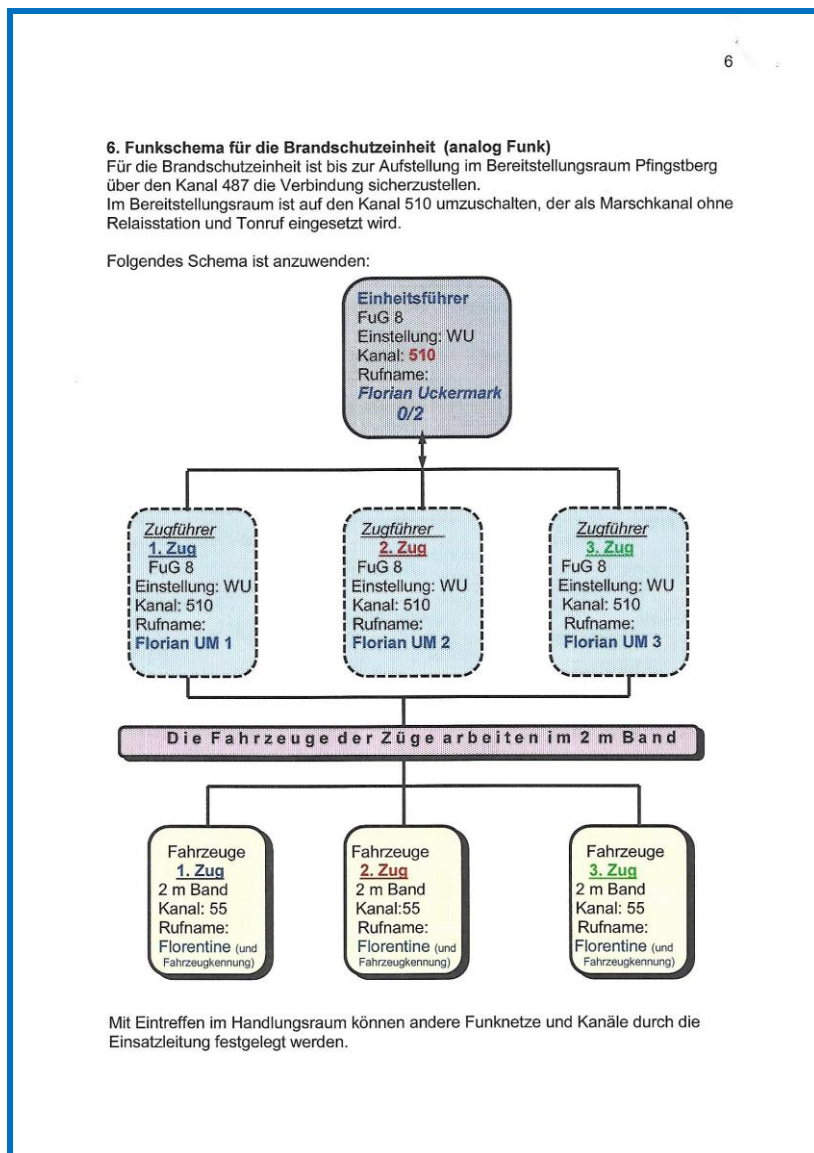 6
6. Funkschema für die Brandschutzeinheit (analog Funk)
Für die Brandschutzeinheit ist bis zur Aufstellung im Bereitstellungsraum Pfingstberg
über den Kanal 487 die Verbindung sicherzustellen.
Im Bereitstellungsraum ist auf den Kanal 510 umzuschalten, der als Marschkanal ohne
Relaisstation und Tonruf eingesetzt wird.
Folgendes Schema ist anzuwenden:
Einheitsführer
FuG 8
Einstellung: WU
Kanal: 510
Rufname:
Florian Uckermark
0/2
Zugführer
1. Zug
FuG 8
Einstellung: WU
Kanal: 510
Rufname:
Florian UM 1
Zugführer
2. Zug
FuG 8
Einstellung: WU
Kanal: 510
Rufname:
Florian UM 2
Zugführer
3. Zug
FuG 8
Einstellung: WU
Kanal: 510
Rufname:
Florian UM 3
Die Fahrzeuge der Züge arbeiten im 2 m Band
Fahrzeuge
1. Zug
2 m Band
Kanal: 55
Rufname:
Florentine (und
Fahrzeugkennung)
Fahrzeuge
2. Zug
2 m Band
Kanal:55
Rufname:
Florentine (und
Fahrzeugkennung)
Fahrzeuge
3. Zug
2 m Band
Kanal: 55
Rufname:
Florentine (und
Fahrzeugkennung)
Mit Eintreffen im Handlungsraum können andere Funknetze und Kanäle durch die
Einsatzleitung festgelegt werden.